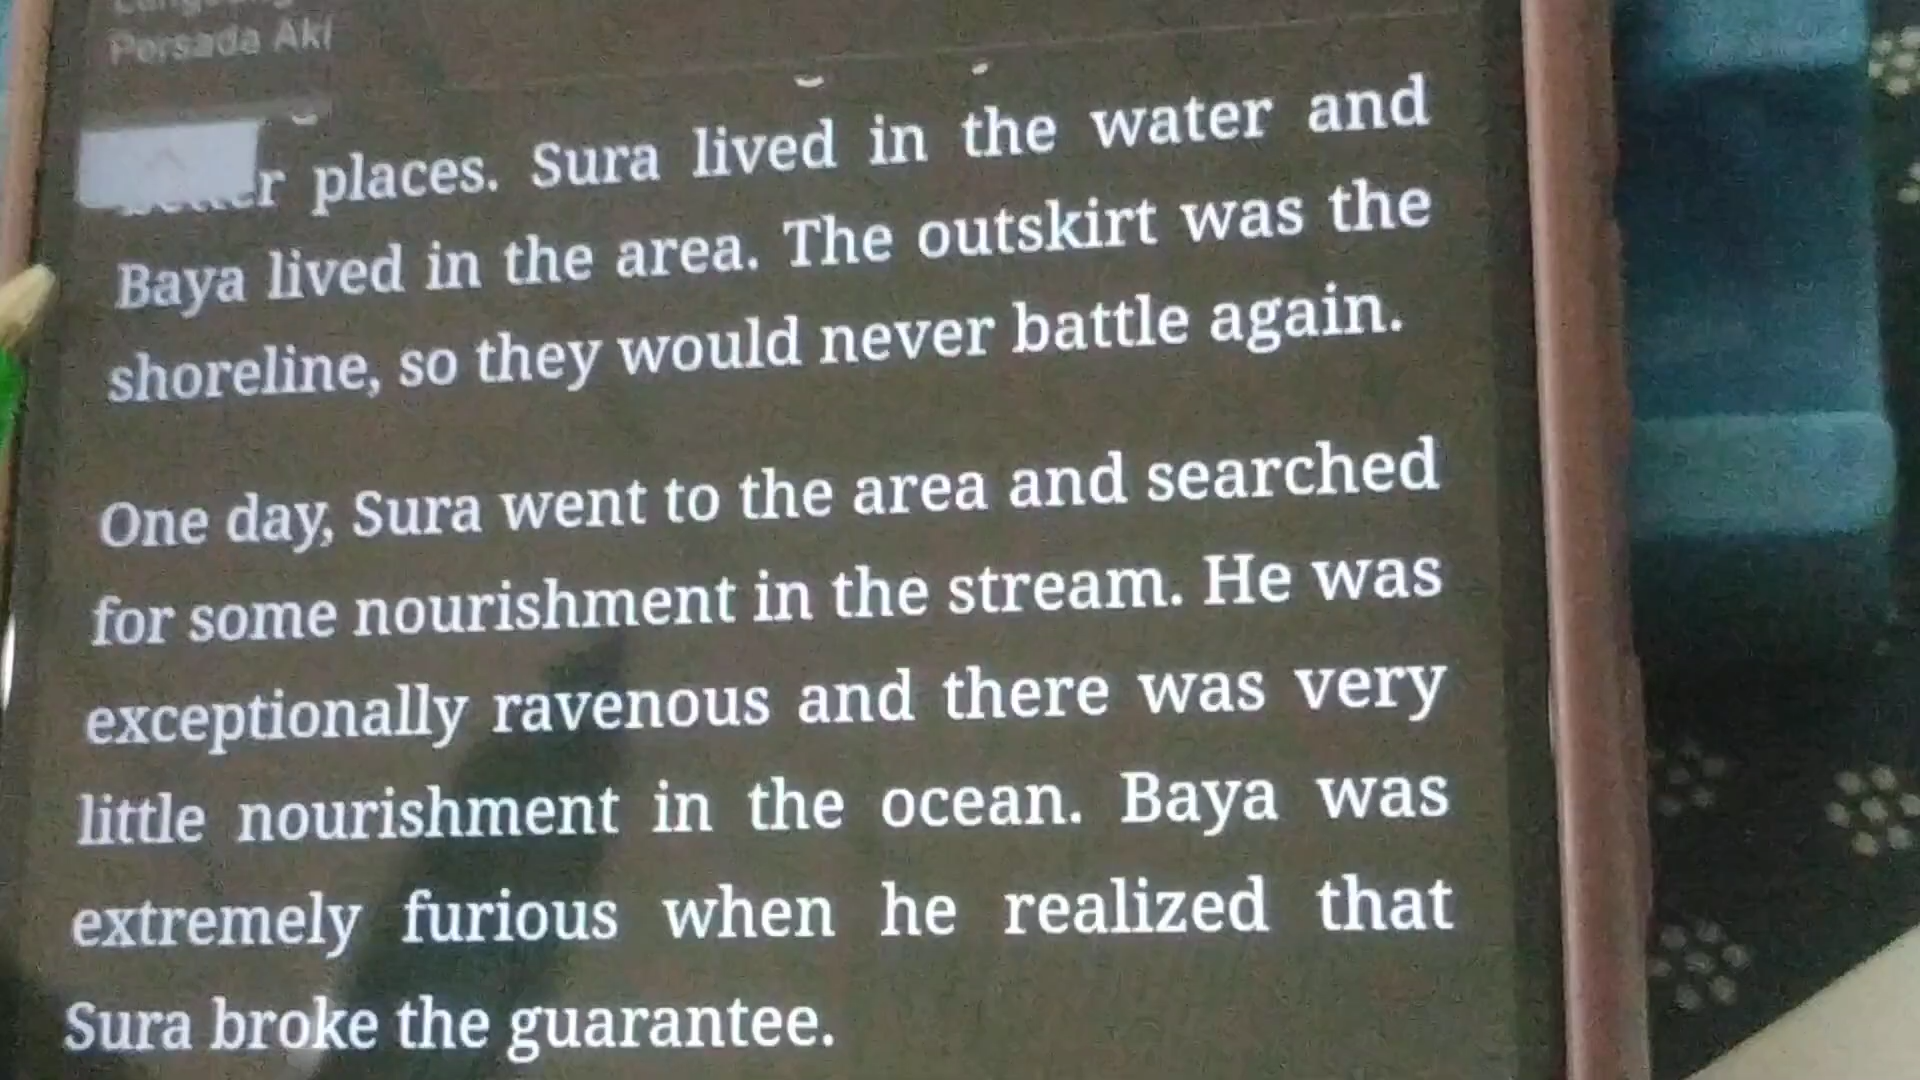 Persada Aki
places. Sura lived in the water and
Baya lived in the area. The outskirt was the
shoreline, so they would never battle again.
One day, Sura went to the area and searched
for some nourishment in the stream. He was
exceptionally ravenous and there was very
little nourishment in the ocean. Baya was
extremely furious when he realized that
Sura broke the guarantee.